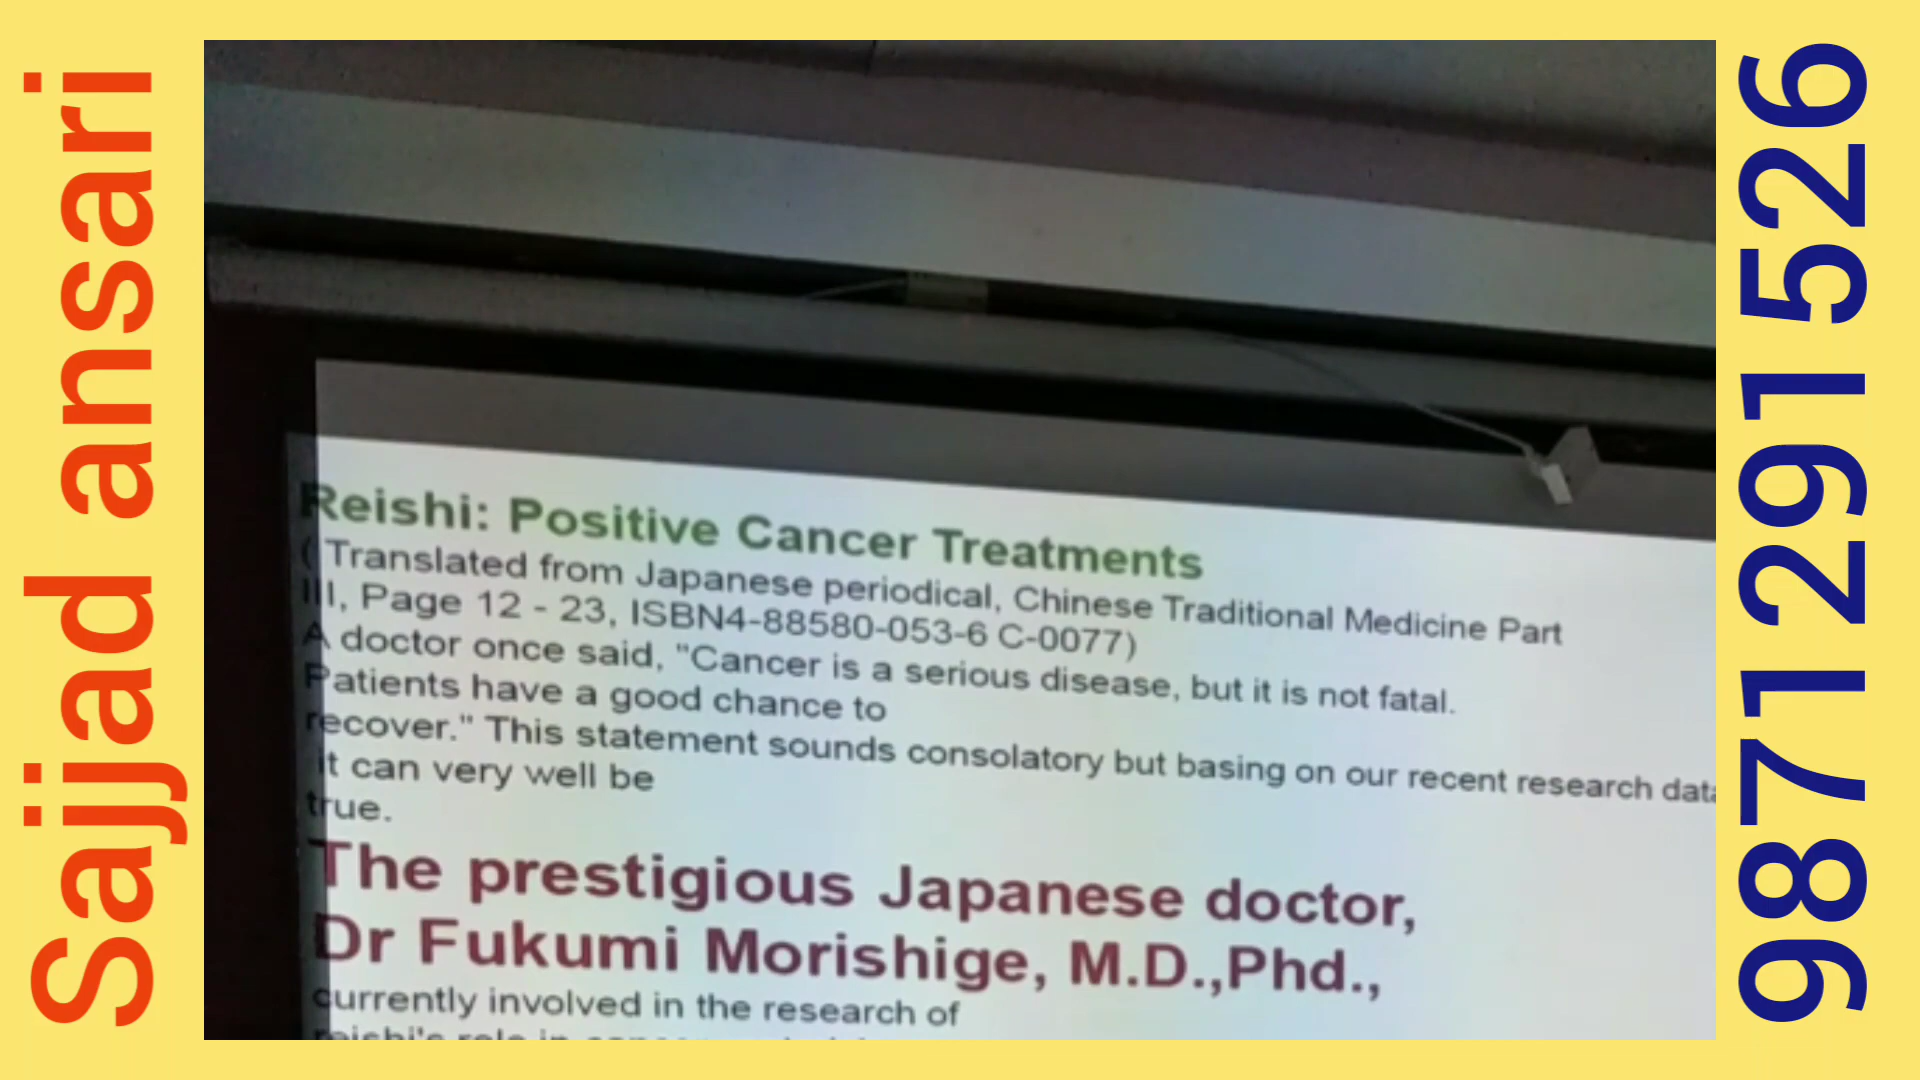 Sajjad ansari
Reishi: Positive Cancer Treatments
( Translated from Japanese periodical, Chinese Traditional Medicine Part
III, Page 12 - 23, ISBN4-88580-053-6 C-0077)
A doctor once said, "Cancer is a serious disease, but it is not fatal.
Patients have a good chance to
recover." This statement sounds consolatory but basing on our recent research data
it can very well be
true.
The prestigious Japanese doctor,
Dr Fukumi Morishige, M.D.,Phd.,
currently involved in the research of
reishi's role in
9871291526